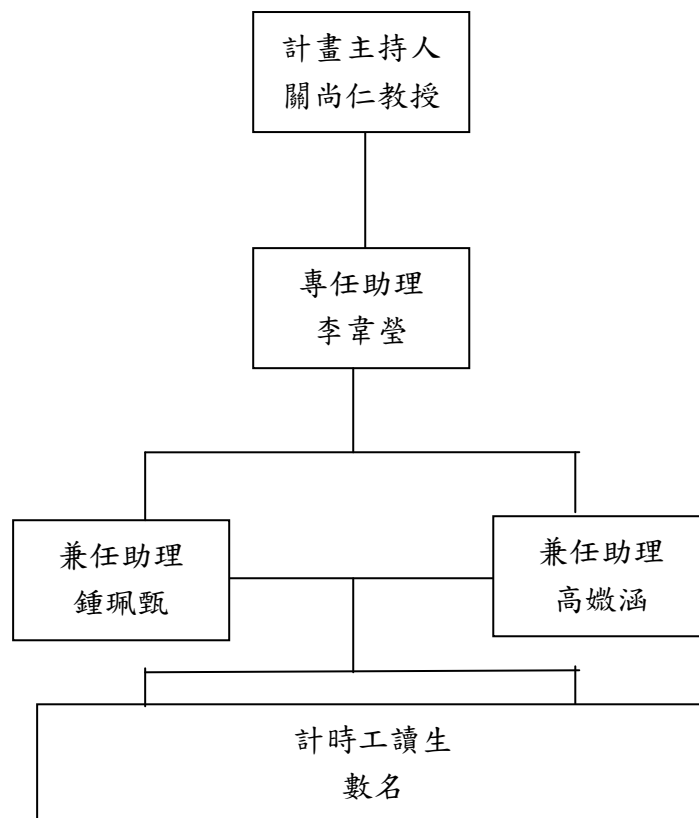 計畫主持人
關尚仁教授
專任助理
李韋瑩
兼任助理
鍾珮甄
兼任助理
高媺涵
計時工讀生
數名